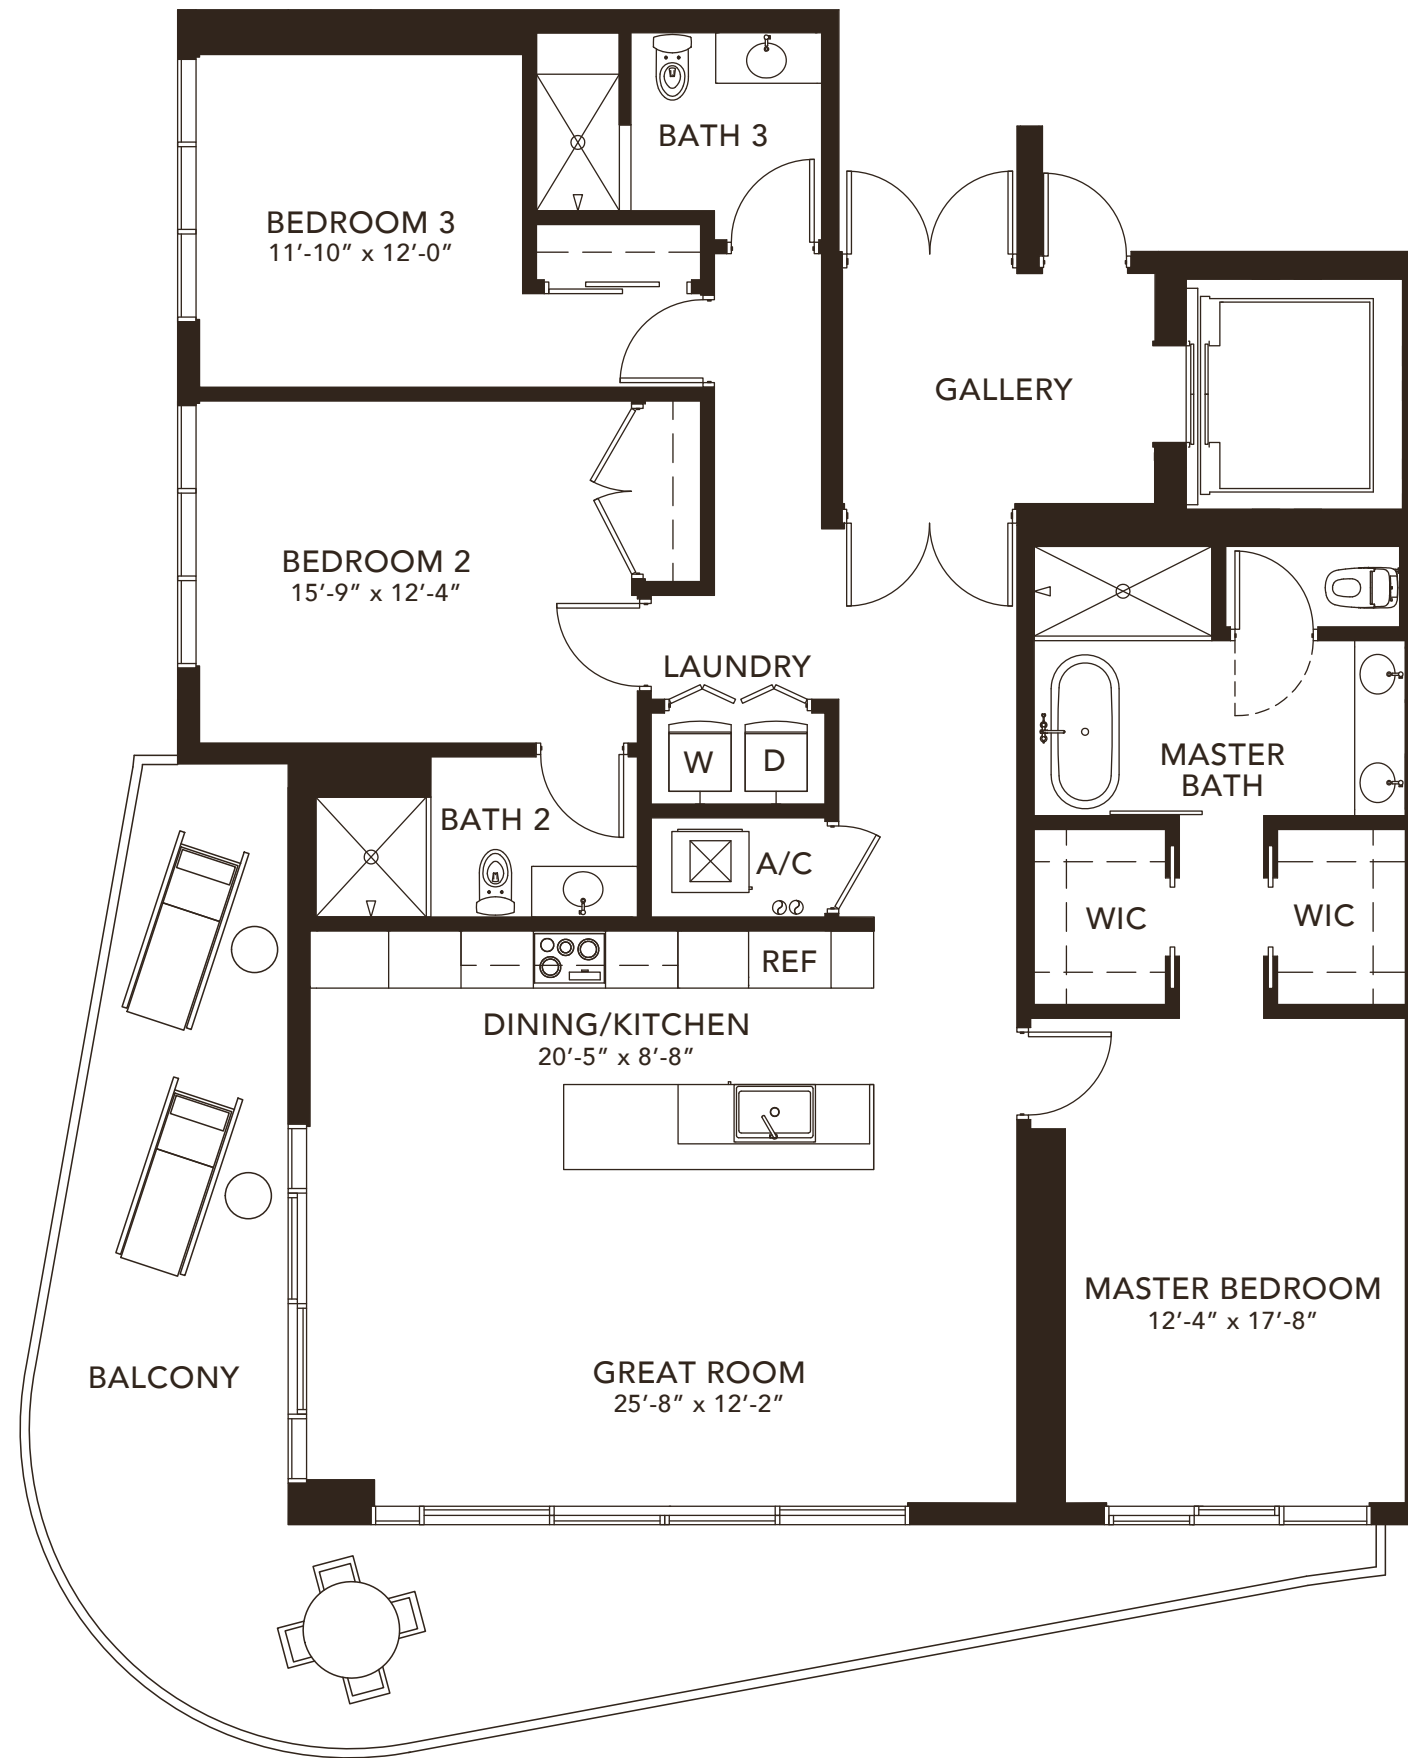 BATH 3
BEDROOM 3
11'-10" x 12'-0"
GALLERY
BEDROOM 2
15'-9" x 12'-4"
LAUNDRY
W
D
MASTER
BATH
BATH 2
A/C
WIC
WIC
REF
DINING/KITCHEN
20'-5" x 8'-8"
MASTER BEDROOM
12'-4" x 17'-8"
BALCONY
GREAT ROOM
25'-8" x 12'-2"